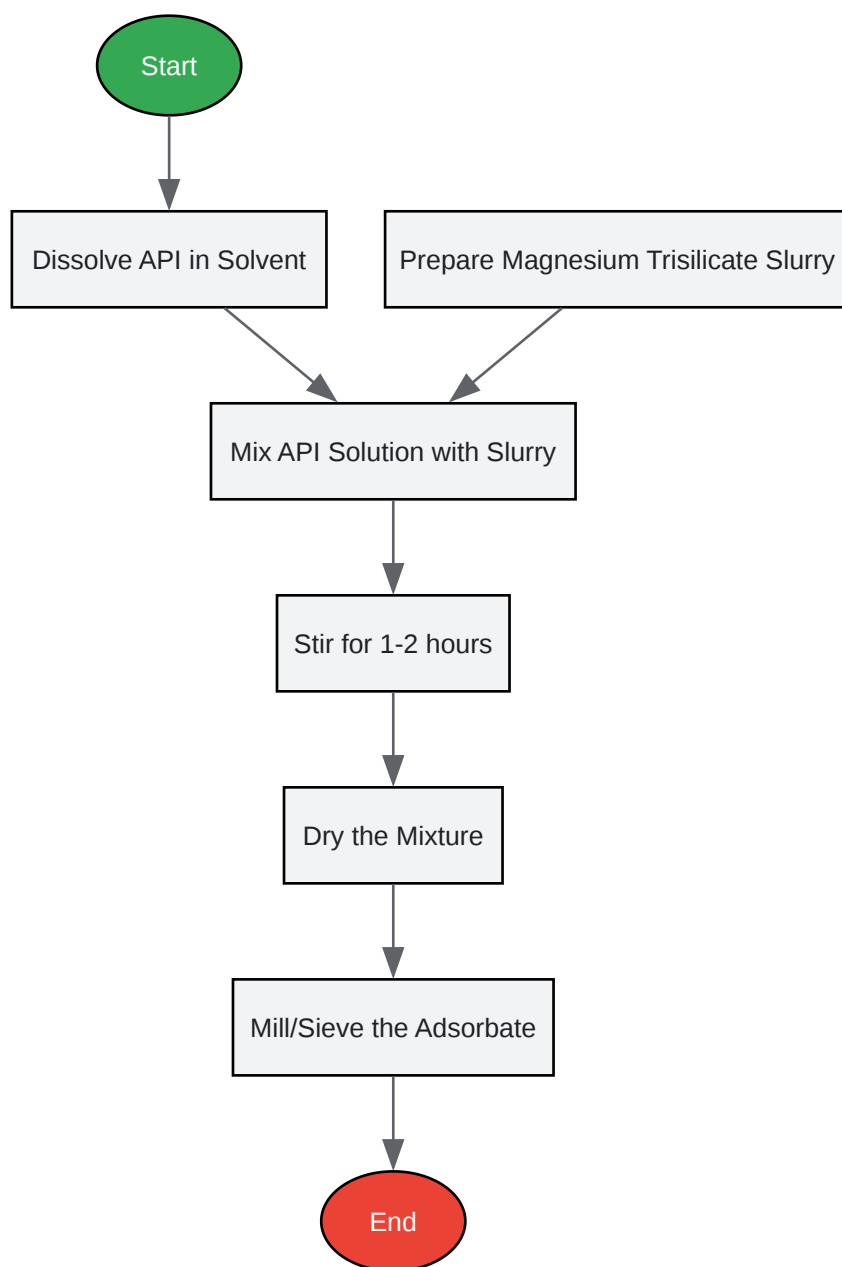 Start
Dissolve API in Solvent
Prepare Magnesium Trisilicate Slurry
Mix API Solution with Slurry
Stir for 1-2 hours
Dry the Mixture
Mill/Sieve the Adsorbate
End